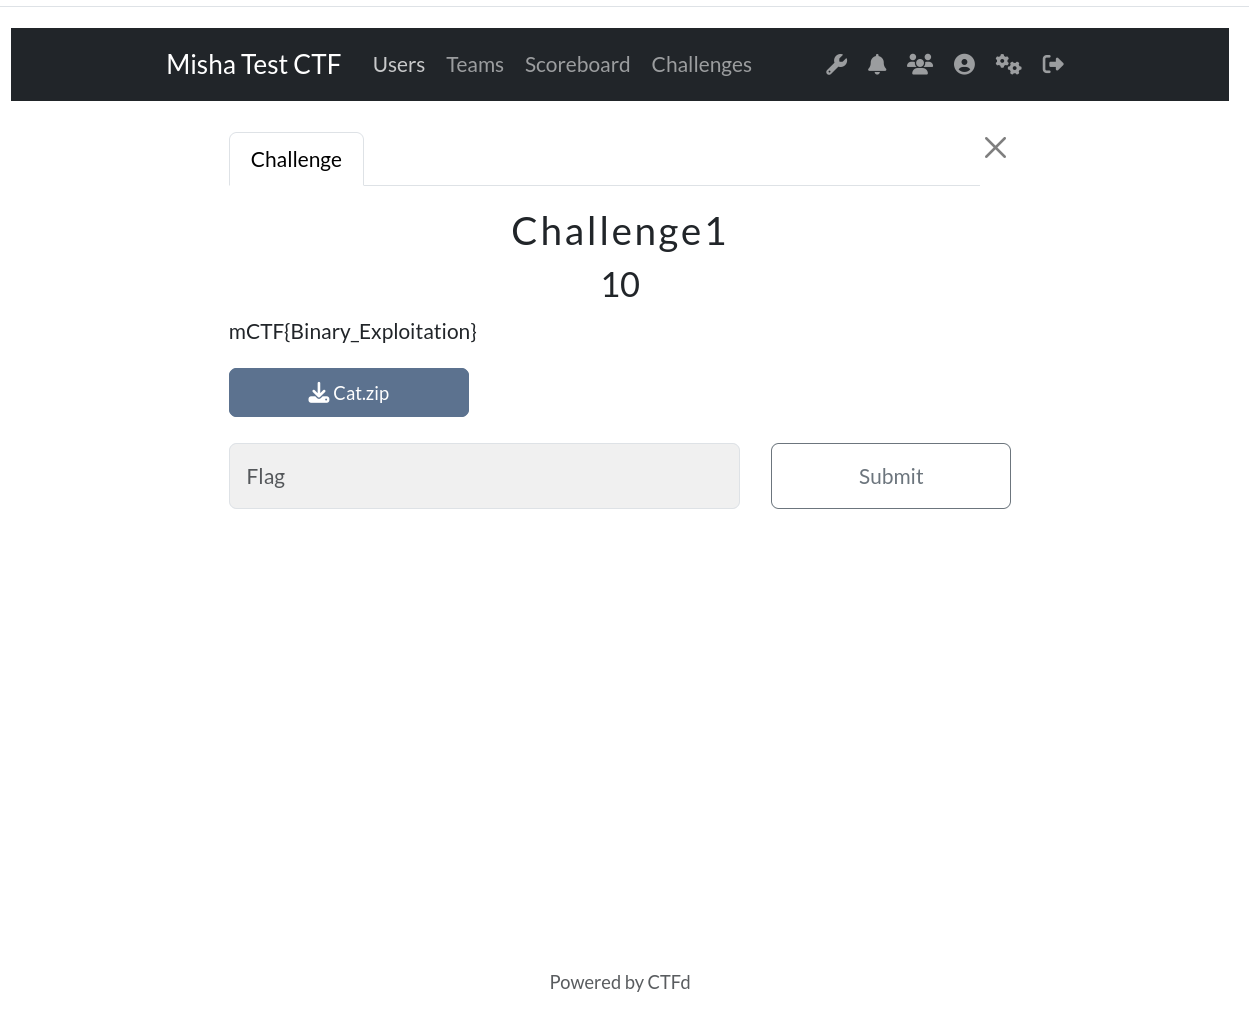 Misha Test CTF Users Teams Scoreboard Challenges
Challenge
Challenge1
10
mCTF{Binary_Exploitation}
Cat.zip
Flag Submit
Powered by CTFd